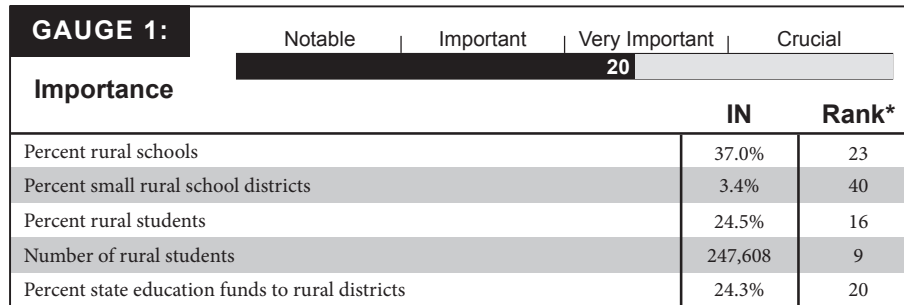 GAUGE 1:
Notable | Important | Very Important | Crucial
20
Importance
IN Rank*
Percent rural schools 37.0% 23
Percent small rural school districts 3.4% 40
Percent rural students 24.5% 16
Number of rural students 247,608 9
Percent state education funds to rural districts 24.3% 20